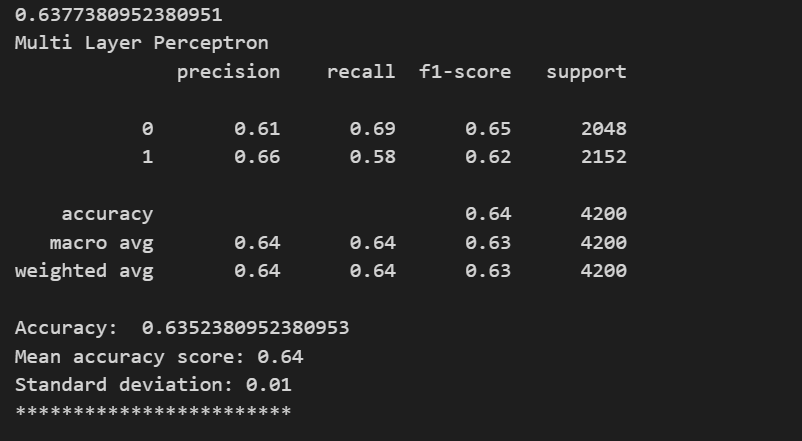 0.6377380952380951
Multi Layer Perceptron
              precision    recall  f1-score   support

           0       0.61      0.69      0.65      2048
           1       0.66      0.58      0.62      2152

    accuracy                           0.64      4200
   macro avg       0.64      0.64      0.63      4200
weighted avg       0.64      0.64      0.63      4200

Accuracy:  0.6352380952380953
Mean accuracy score: 0.64
Standard deviation: 0.01
************************